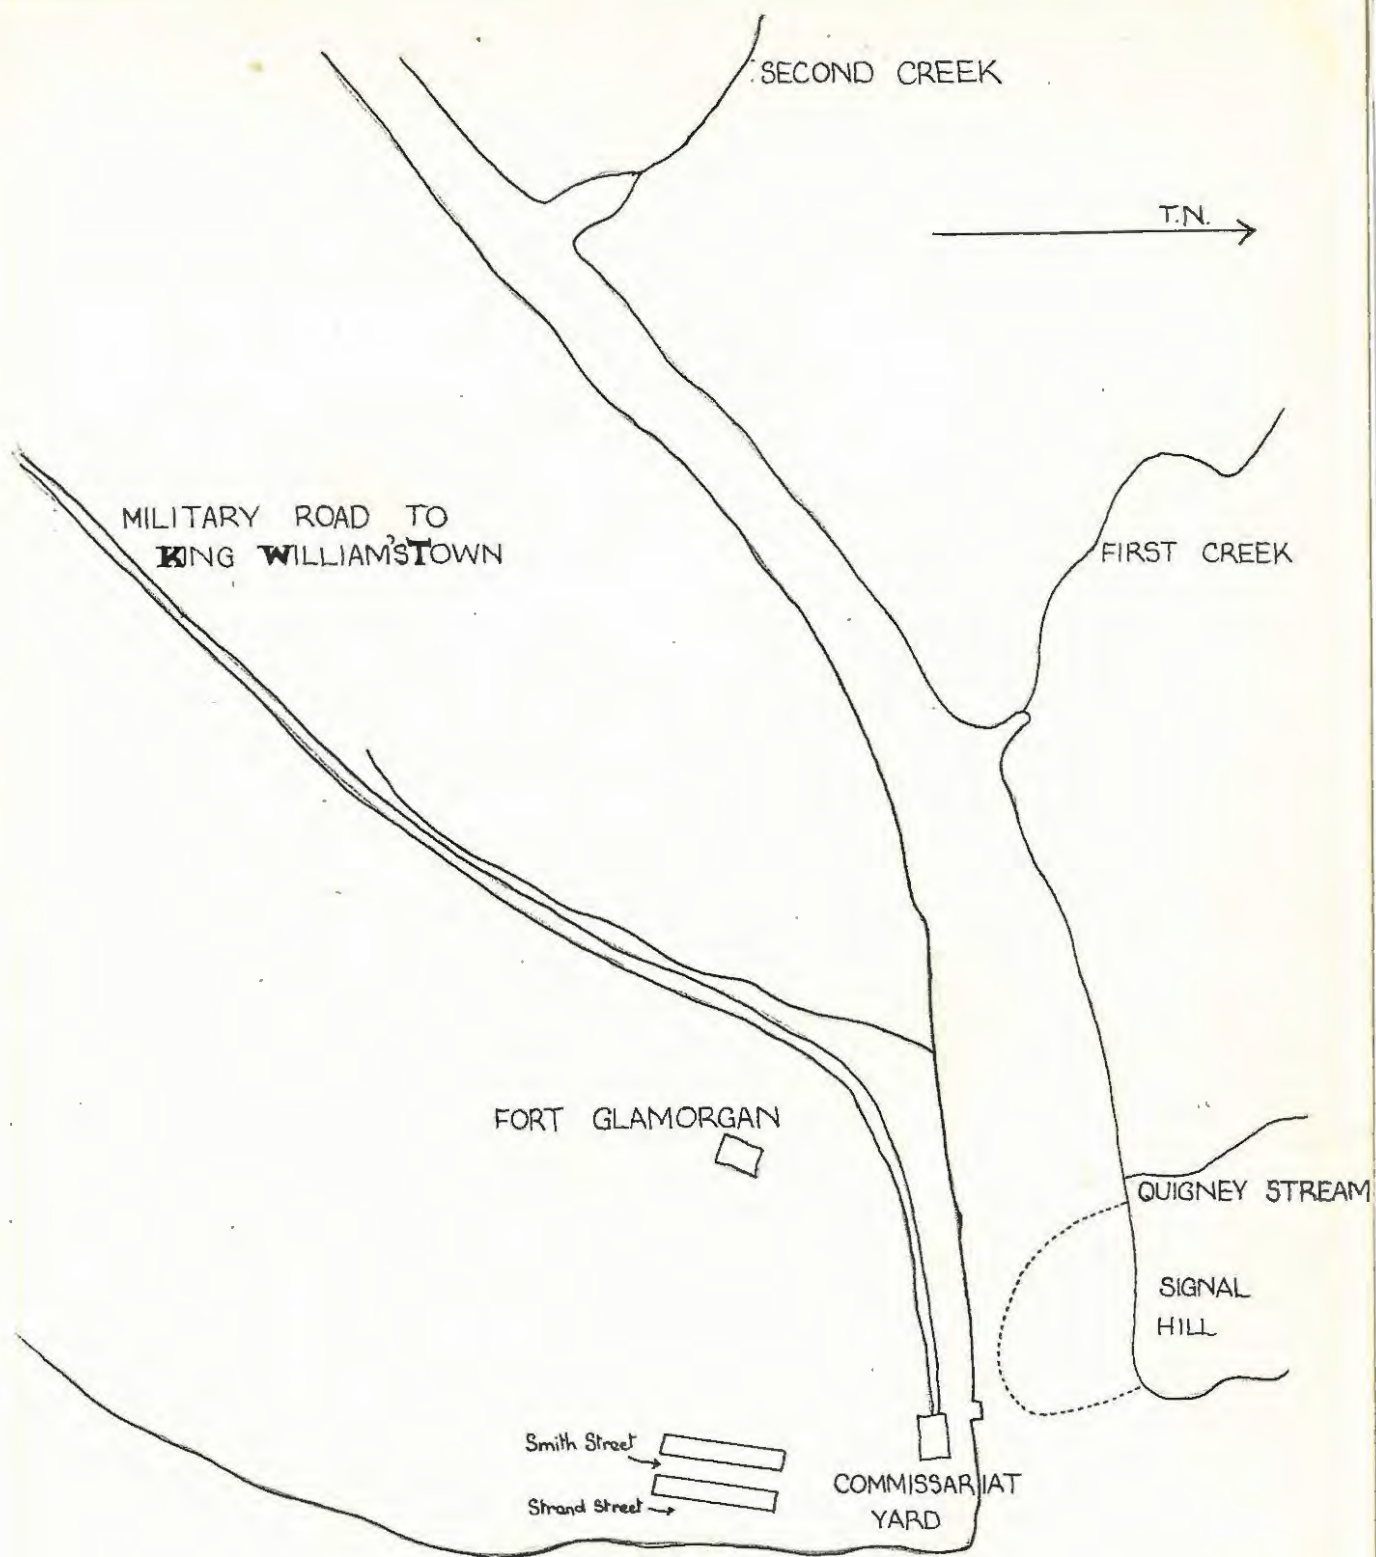 SECOND CREEK
T.N.
MILITARY ROAD TO
KING WILLIAM'S TOWN
FIRST CREEK
FORT GLAMORGAN
QUIGNEY STREAM
SIGNAL
HILL
Smith Street
Strand Street
COMMISSARIAT
YARD